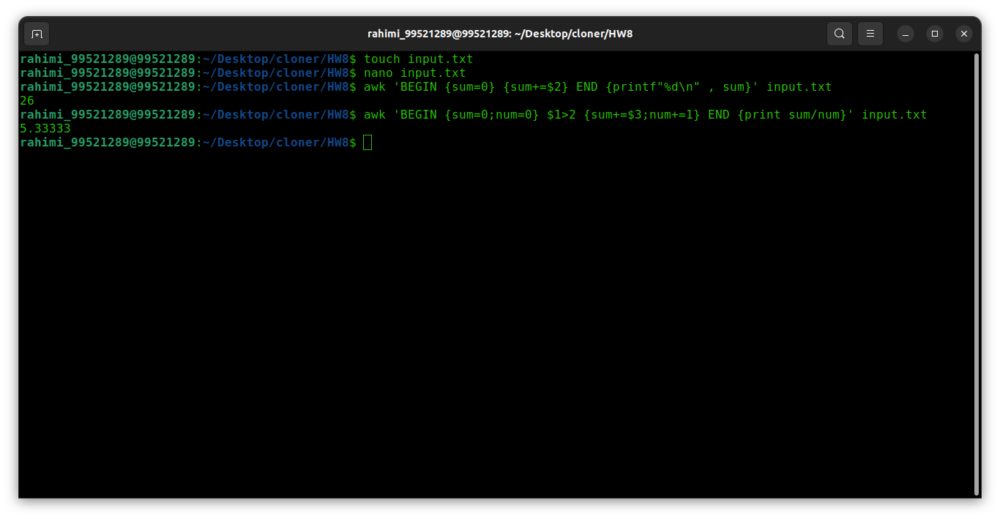 rahimi_99521289@99521289: ~/Desktop/cloner/HW8
rahimi_99521289@99521289:~/Desktop/cloner/HW8$ touch input.txt
rahimi_99521289@99521289:~/Desktop/cloner/HW8$ nano input.txt
rahimi_99521289@99521289:~/Desktop/cloner/HW8$ awk 'BEGIN {sum=0} {sum+=$2} END {printf"%d\n" , sum}' input.txt
26
rahimi_99521289@99521289:~/Desktop/cloner/HW8$ awk 'BEGIN {sum=0;num=0} $1>2 {sum+=$3;num+=1} END {print sum/num}' input.txt
5.33333
rahimi_99521289@99521289:~/Desktop/cloner/HW8$